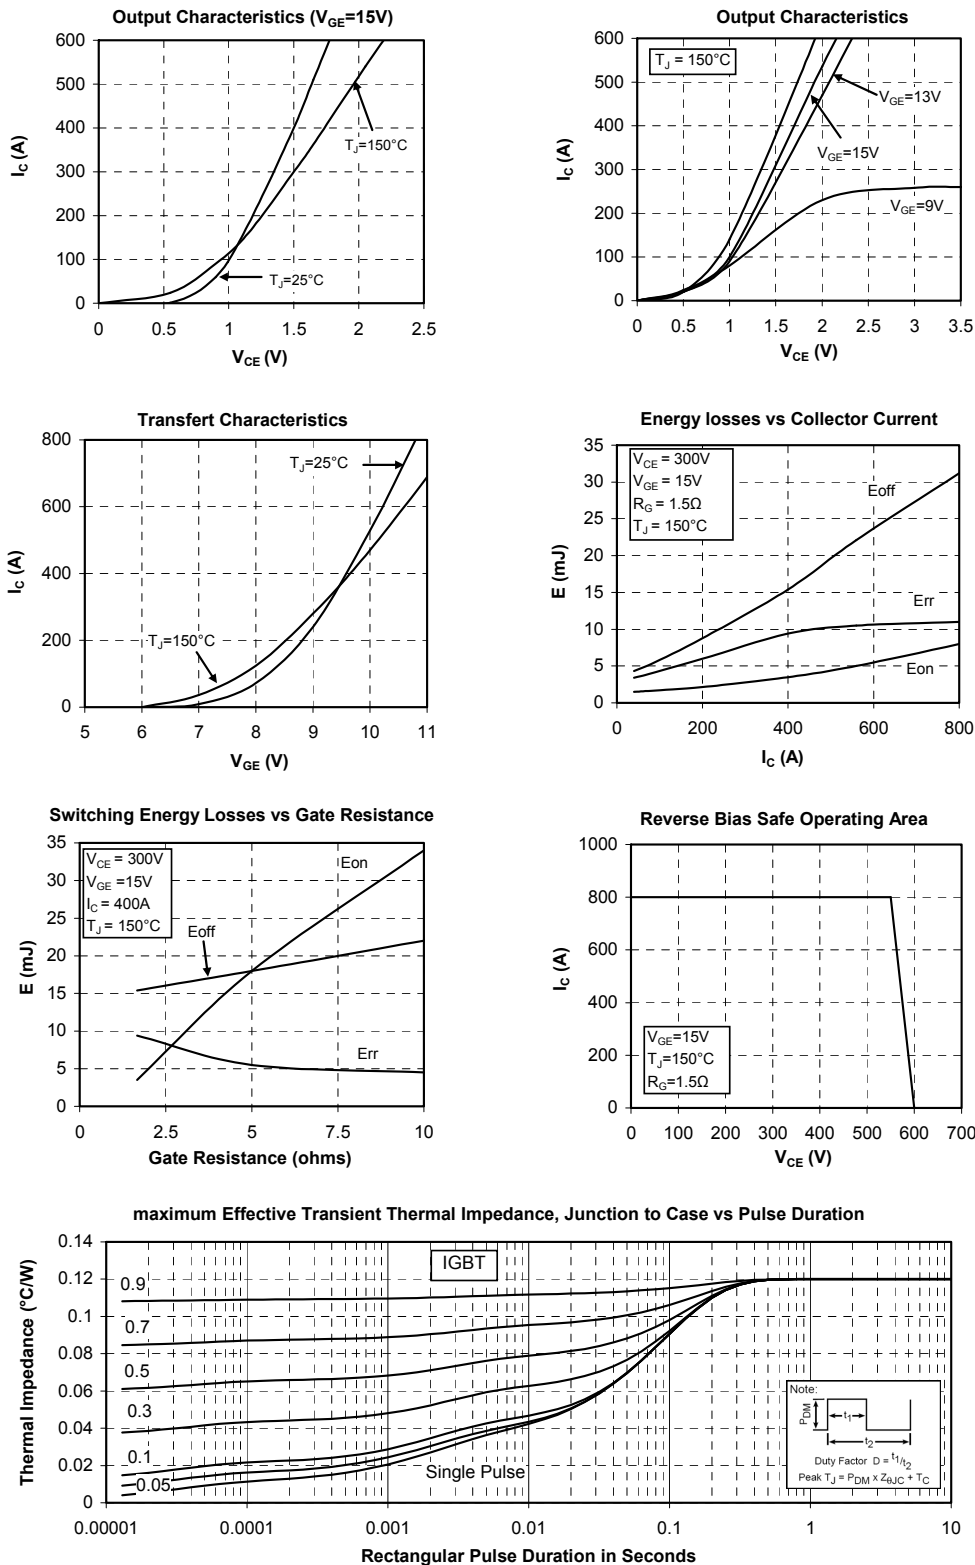 Output Characteristics (VGE=15V)
600
500
400
300
200
100
0
IC (A)
TJ=150°C
TJ=25°C
0 0.5 1 1.5 2 2.5
VCE (V)
Output Characteristics
600
500
400
300
200
100
0
IC (A)
TJ = 150°C
VGE=13V
VGE=15V
VGE=9V
0 0.5 1 1.5 2 2.5 3 3.5
VCE (V)
Transfert Characteristics
800
600
400
200
0
IC (A)
TJ=25°C
TJ=150°C
5 6 7 8 9 10 11
VGE (V)
Energy losses vs Collector Current
35
30
25
20
15
10
5
0
E (mJ)
VCE = 300V
VGE = 15V
RG = 1.5Ω
TJ = 150°C
Eoff
Err
Eon
0 200 400 600 800
IC (A)
Switching Energy Losses vs Gate Resistance
35
30
25
20
15
10
5
0
E (mJ)
VCE = 300V
VGE =15V
IC = 400A
TJ = 150°C
Eon
Eoff
Err
0 2.5 5 7.5 10
Gate Resistance (ohms)
Reverse Bias Safe Operating Area
1000
800
600
400
200
0
IC (A)
VGE=15V
TJ=150°C
RG=1.5Ω
0 100 200 300 400 500 600 700
VCE (V)
maximum Effective Transient Thermal Impedance, Junction to Case vs Pulse Duration
0.14
0.12
0.1
0.08
0.06
0.04
0.02
0
Thermal Impedance (°C/W)
IGBT
0.9
0.7
0.5
0.3
0.1
0.05
Single Pulse
Note:
PDM
t1
t2
Duty Factor D = t1/t2
Peak TJ = PDM x ZθJC + TC
0.00001 0.0001 0.001 0.01 0.1 1 10
Rectangular Pulse Duration in Seconds